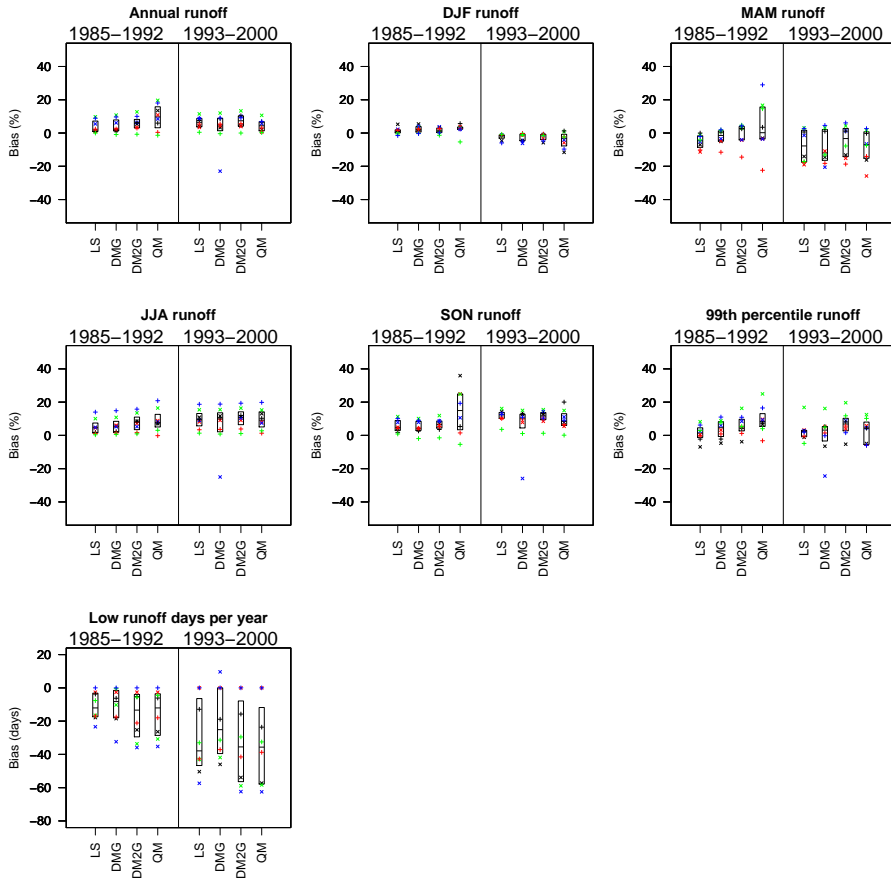 Annual runoff
1985−1992 1993−2000
Bias (%)
40
20
0
−20
−40
LS DMG DM2G QM LS DMG DM2G QM
DJF runoff
1985−1992 1993−2000
Bias (%)
40
20
0
−20
−40
LS DMG DM2G QM LS DMG DM2G QM
MAM runoff
1985−1992 1993−2000
Bias (%)
40
20
0
−20
−40
LS DMG DM2G QM LS DMG DM2G QM
JJA runoff
1985−1992 1993−2000
Bias (%)
40
20
0
−20
−40
LS DMG DM2G QM LS DMG DM2G QM
SON runoff
1985−1992 1993−2000
Bias (%)
40
20
0
−20
−40
LS DMG DM2G QM LS DMG DM2G QM
99th percentile runoff
1985−1992 1993−2000
Bias (%)
40
20
0
−20
−40
LS DMG DM2G QM LS DMG DM2G QM
Low runoff days per year
1985−1992 1993−2000
Bias (days)
20
0
−20
−40
−60
−80
LS DMG DM2G QM LS DMG DM2G QM